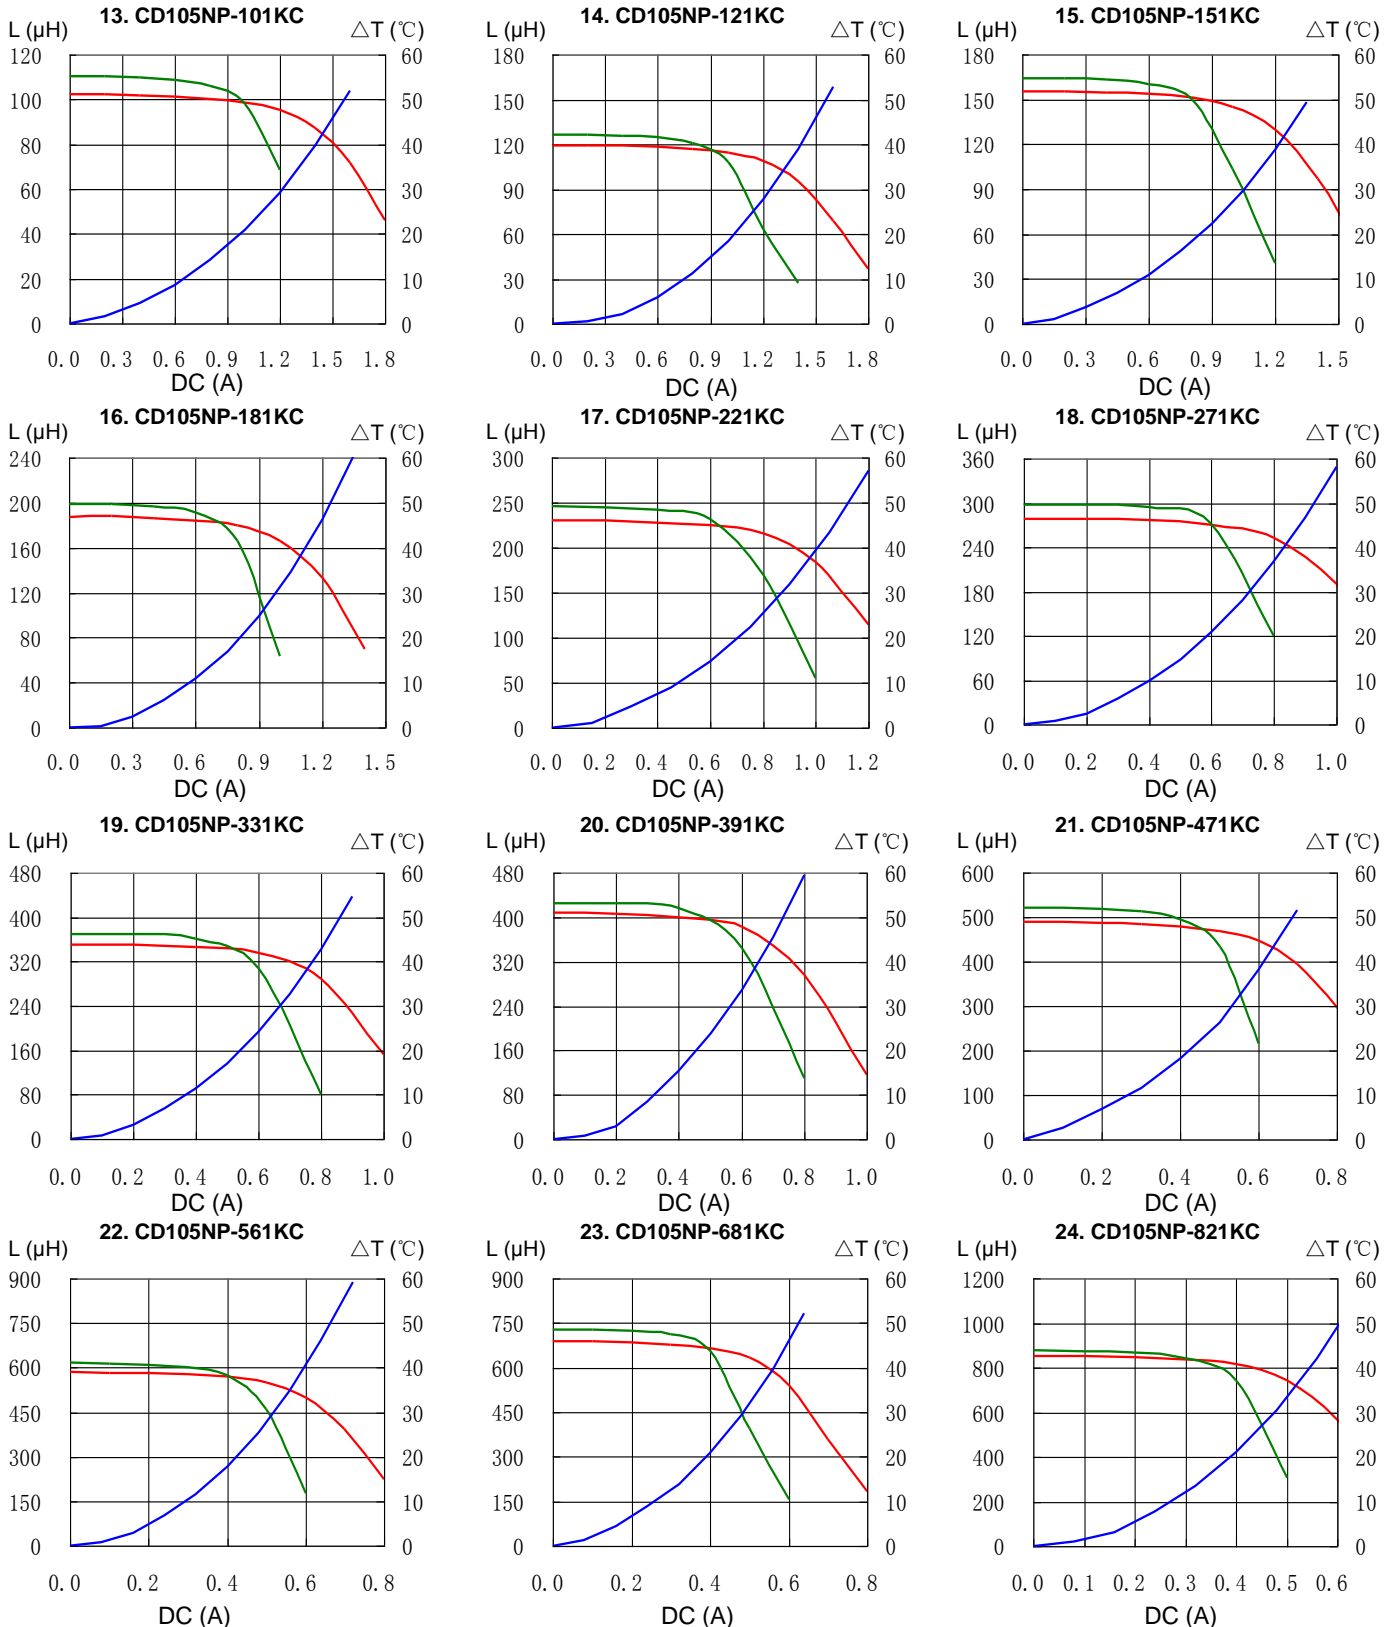 13. CD105NP-101KC
L (μH)
△T (℃)
120
100
80
60
40
20
0
60
50
40
30
20
10
0
0.0 0.3 0.6 0.9 1.2 1.5 1.8
DC (A)
14. CD105NP-121KC
L (μH)
△T (℃)
180
150
120
90
60
30
0
60
50
40
30
20
10
0
0.0 0.3 0.6 0.9 1.2 1.5 1.8
DC (A)
15. CD105NP-151KC
L (μH)
△T (℃)
180
150
120
90
60
30
0
60
50
40
30
20
10
0
0.0 0.3 0.6 0.9 1.2 1.5
DC (A)
16. CD105NP-181KC
L (μH)
△T (℃)
240
200
160
120
80
40
0
60
50
40
30
20
10
0
0.0 0.3 0.6 0.9 1.2 1.5
DC (A)
17. CD105NP-221KC
L (μH)
△T (℃)
300
250
200
150
100
50
0
60
50
40
30
20
10
0
0.0 0.2 0.4 0.6 0.8 1.0 1.2
DC (A)
18. CD105NP-271KC
L (μH)
△T (℃)
360
300
240
180
120
60
0
60
50
40
30
20
10
0
0.0 0.2 0.4 0.6 0.8 1.0
DC (A)
19. CD105NP-331KC
L (μH)
△T (℃)
480
400
320
240
160
80
0
60
50
40
30
20
10
0
0.0 0.2 0.4 0.6 0.8 1.0
DC (A)
20. CD105NP-391KC
L (μH)
△T (℃)
480
400
320
240
160
80
0
60
50
40
30
20
10
0
0.0 0.2 0.4 0.6 0.8 1.0
DC (A)
21. CD105NP-471KC
L (μH)
△T (℃)
600
500
400
300
200
100
0
60
50
40
30
20
10
0
0.0 0.2 0.4 0.6 0.8
DC (A)
22. CD105NP-561KC
L (μH)
△T (℃)
900
750
600
450
300
150
0
60
50
40
30
20
10
0
0.0 0.2 0.4 0.6 0.8
DC (A)
23. CD105NP-681KC
L (μH)
△T (℃)
900
750
600
450
300
150
0
60
50
40
30
20
10
0
0.0 0.2 0.4 0.6 0.8
DC (A)
24. CD105NP-821KC
L (μH)
△T (℃)
1200
1000
800
600
400
200
0
60
50
40
30
20
10
0
0.0 0.1 0.2 0.3 0.4 0.5 0.6
DC (A)